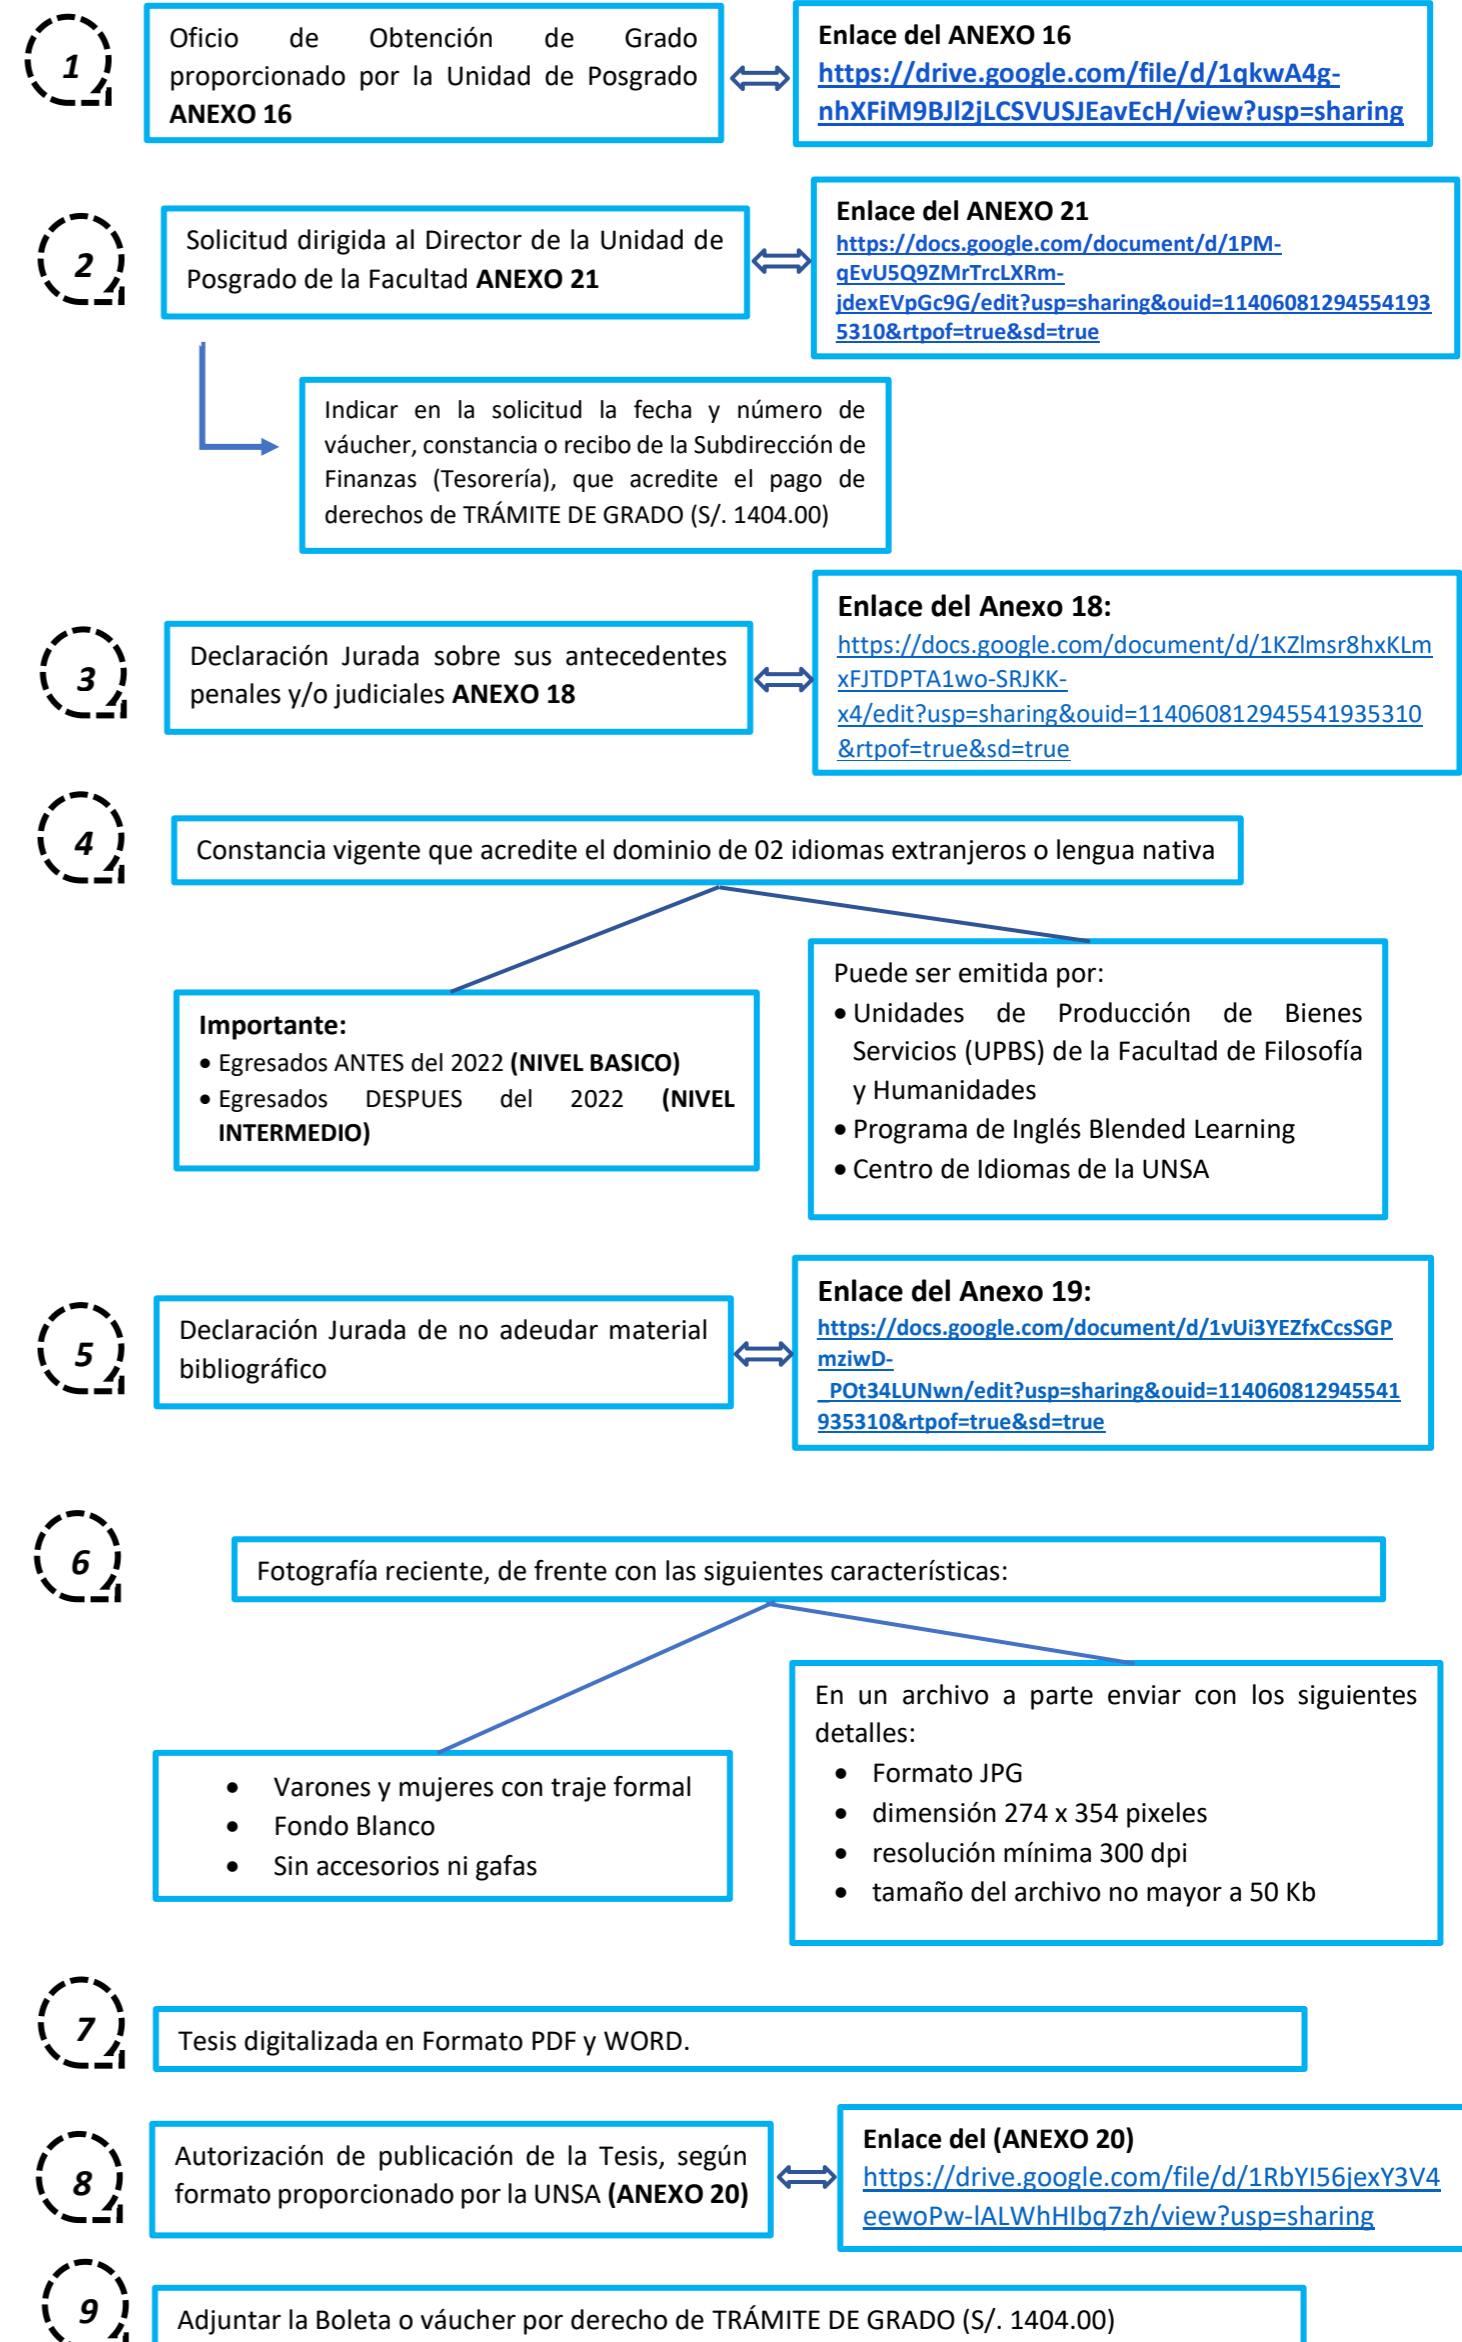 1
Oficio de Obtención de Grado
proporcionado por la Unidad de Posgrado
ANEXO 16
Enlace del ANEXO 16
https://drive.google.com/file/d/1qkwA4g-
nhXFiM9BJl2jLCSVUSJEavEcH/view?usp=sharing
2
Solicitud dirigida al Director de la Unidad de
Posgrado de la Facultad ANEXO 21
Enlace del ANEXO 21
https://docs.google.com/document/d/1PM-
qEvU5Q9ZMrTrcLXRm-
jdexEVpGc9G/edit?usp=sharing&ouid=11406081294554193
5310&rtpof=true&sd=true
Indicar en la solicitud la fecha y número de
váucher, constancia o recibo de la Subdirección de
Finanzas (Tesorería), que acredite el pago de
derechos de TRÁMITE DE GRADO (S/. 1404.00)
3
Declaración Jurada sobre sus antecedentes
penales y/o judiciales ANEXO 18
Enlace del Anexo 18:
https://docs.google.com/document/d/1KZlmsr8hxKLm
xFJTDPTA1wo-SRJKK-
x4/edit?usp=sharing&ouid=114060812945541935310
&rtpof=true&sd=true
4
Constancia vigente que acredite el dominio de 02 idiomas extranjeros o lengua nativa
Importante:
• Egresados ANTES del 2022 (NIVEL BASICO)
• Egresados DESPUES del 2022 (NIVEL
INTERMEDIO)
Puede ser emitida por:
• Unidades de Producción de Bienes
Servicios (UPBS) de la Facultad de Filosofía
y Humanidades
• Programa de Inglés Blended Learning
• Centro de Idiomas de la UNSA
5
Declaración Jurada de no adeudar material
bibliográfico
Enlace del Anexo 19:
https://docs.google.com/document/d/1vUi3YEZfxCcsSGP
mziwD-
_POt34LUNwn/edit?usp=sharing&ouid=114060812945541
935310&rtpof=true&sd=true
6
Fotografía reciente, de frente con las siguientes características:
• Varones y mujeres con traje formal
• Fondo Blanco
• Sin accesorios ni gafas
En un archivo a parte enviar con los siguientes
detalles:
• Formato JPG
• dimensión 274 x 354 pixeles
• resolución mínima 300 dpi
• tamaño del archivo no mayor a 50 Kb
7
Tesis digitalizada en Formato PDF y WORD.
8
Autorización de publicación de la Tesis, según
formato proporcionado por la UNSA (ANEXO 20)
Enlace del (ANEXO 20)
https://drive.google.com/file/d/1RbYI56jexY3V4
eewoPw-lALWhHIbq7zh/view?usp=sharing
9
Adjuntar la Boleta o váucher por derecho de TRÁMITE DE GRADO (S/. 1404.00)